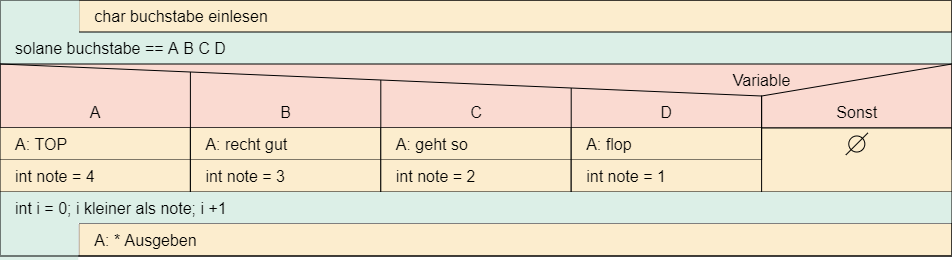 char buchstabe einlesen
solane buchstabe == A B C D
Variable
A B C D Sonst
A: TOP A: recht gut A: geht so A: flop ∅
int note = 4 int note = 3 int note = 2 int note = 1
int i = 0; i kleiner als note; i +1
A: * Ausgeben